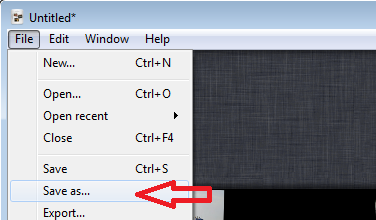 Untitled*
File Edit Window Help
New... Ctrl+N
Open... Ctrl+O
Open recent
Close Ctrl+F4
Save Ctrl+S
Save as...
Export...